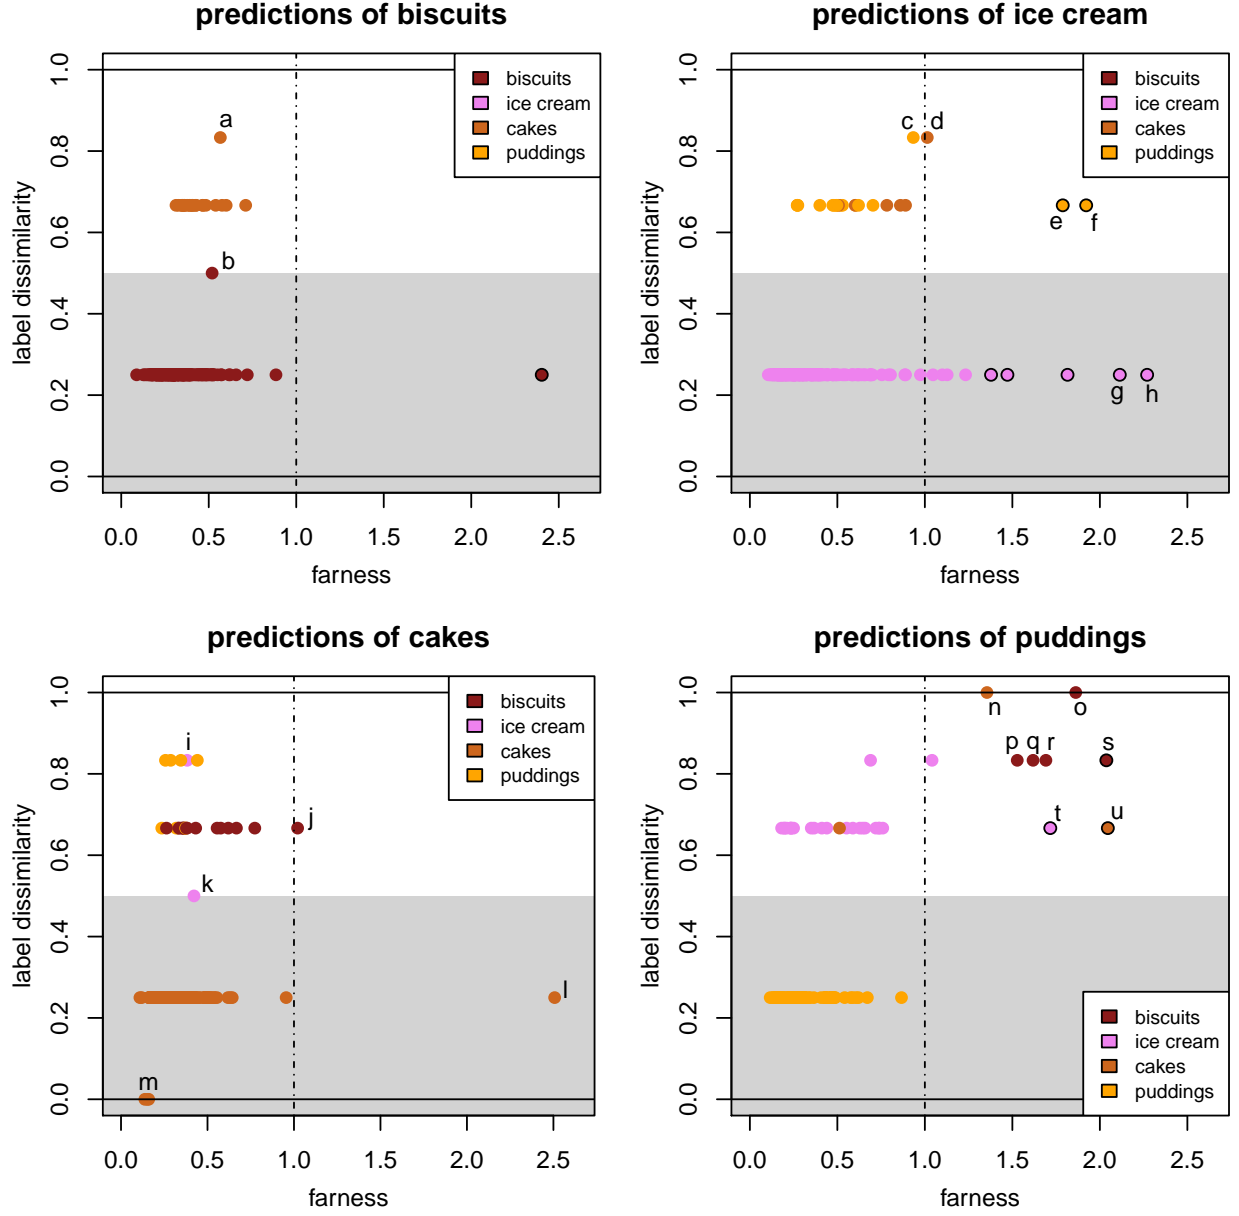 predictions of biscuits
label dissimilarity
0.0 0.2 0.4 0.6 0.8 1.0
a
b
biscuits
ice cream
cakes
puddings
0.0 0.5 1.0 1.5 2.0 2.5
farness
predictions of ice cream
label dissimilarity
0.0 0.2 0.4 0.6 0.8 1.0
c d
e f
g h
biscuits
ice cream
cakes
puddings
0.0 0.5 1.0 1.5 2.0 2.5
farness
predictions of cakes
label dissimilarity
0.0 0.2 0.4 0.6 0.8 1.0
i
j
k
l
m
biscuits
ice cream
cakes
puddings
0.0 0.5 1.0 1.5 2.0 2.5
farness
predictions of puddings
label dissimilarity
0.0 0.2 0.4 0.6 0.8 1.0
n o
p q r s
t u
biscuits
ice cream
cakes
puddings
0.0 0.5 1.0 1.5 2.0 2.5
farness